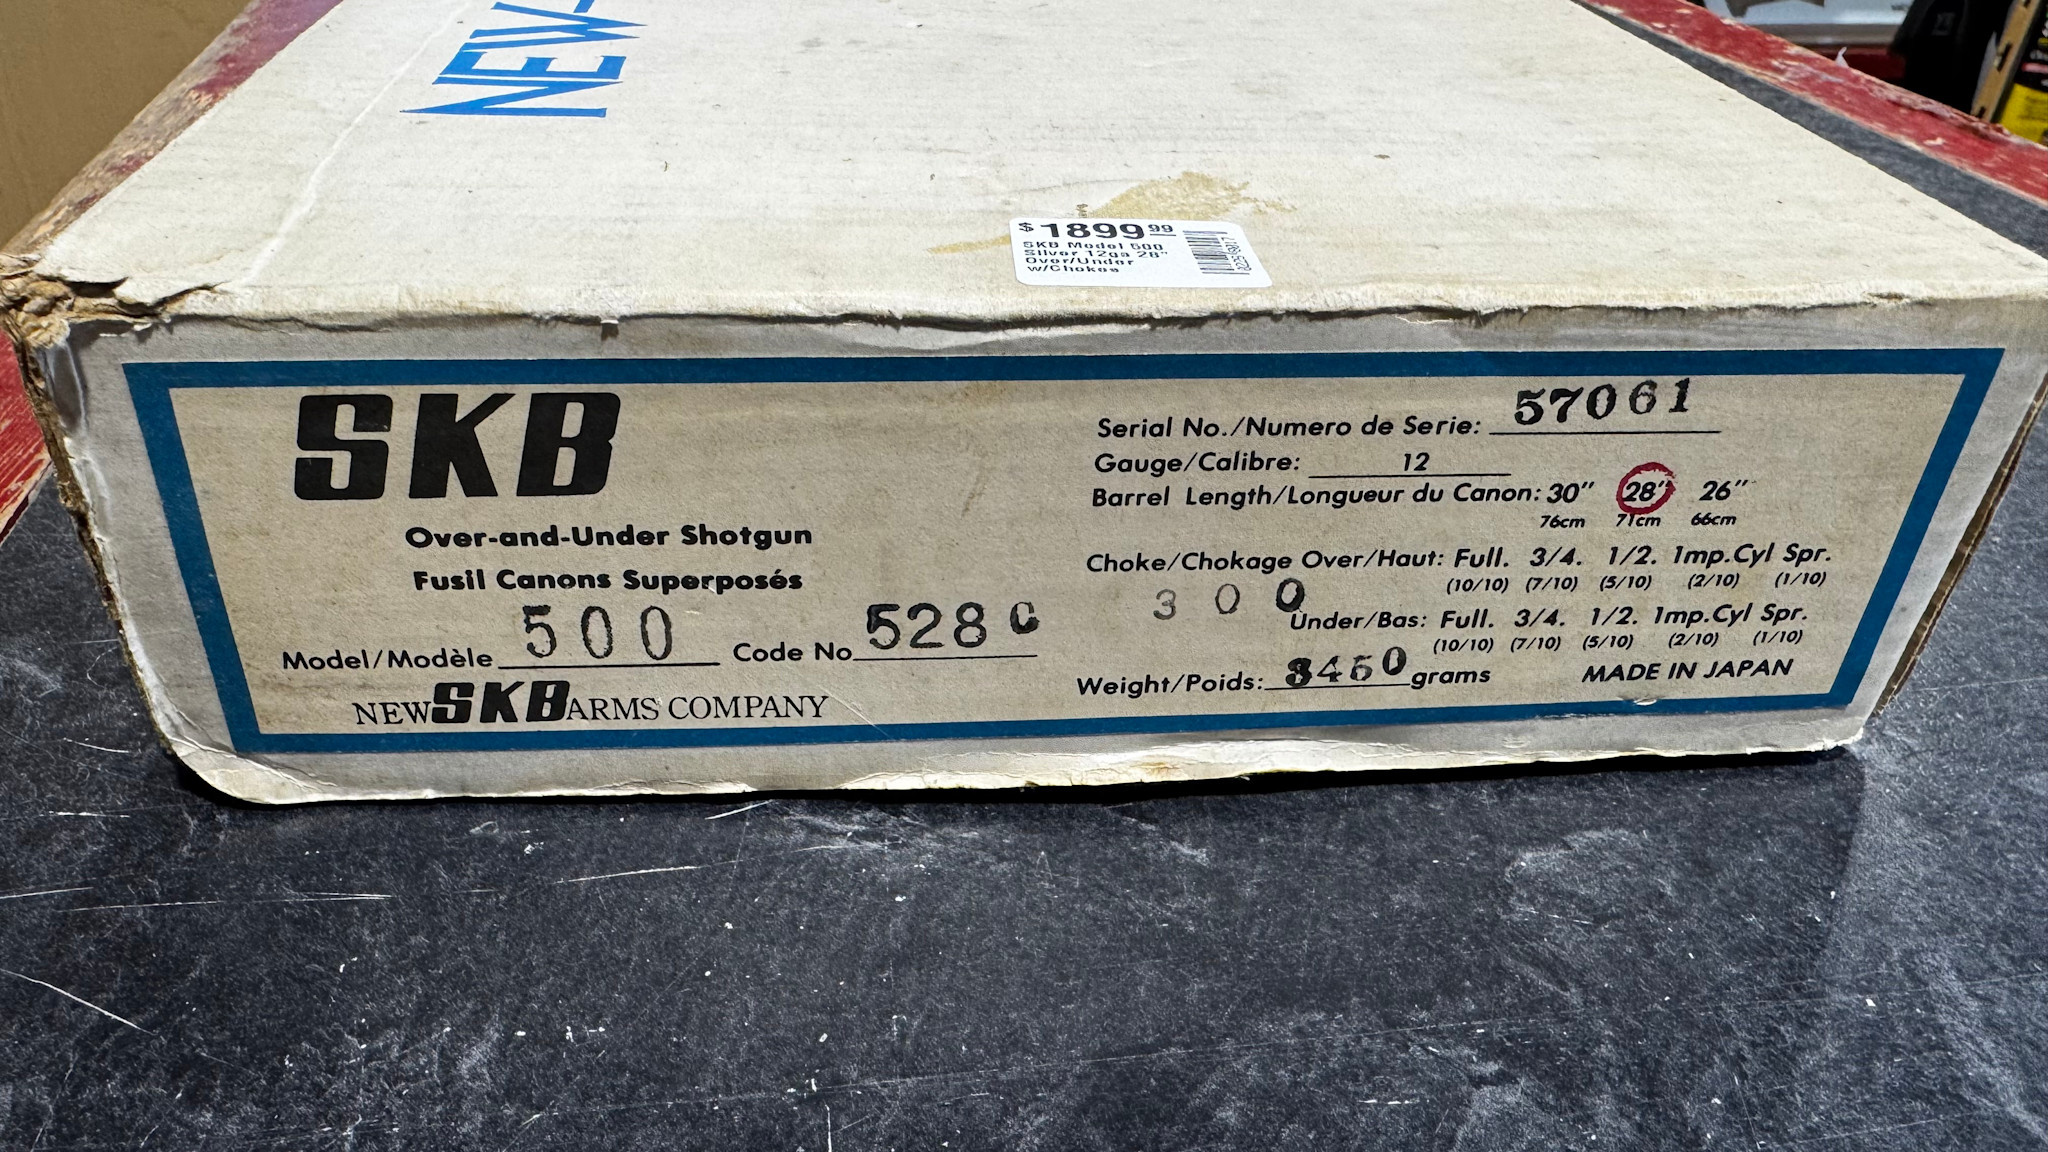 NEW-
$1899.99
SKB Model 500
Silver 12ga 28"
Over/Under
w/Chokes
SKB
Over-and-Under Shotgun
Fusil Canons Superposés
Model/Modèle 500 Code No 528
NEW SKB ARMS COMPANY
Serial No./Numero de Serie: 57061
Gauge/Calibre: 12
Barrel Length/Longueur du Canon: 30" 28" 26"
76cm 71cm 66cm
Choke/Chokage Over/Haut: Full. 3/4. 1/2. Imp.Cyl Spr.
(10/10) (7/10) (5/10) (2/10) (1/10)
300
Under/Bas: Full. 3/4. 1/2. Imp.Cyl Spr.
(10/10) (7/10) (5/10) (2/10) (1/10)
Weight/Poids: 3450 grams MADE IN JAPAN